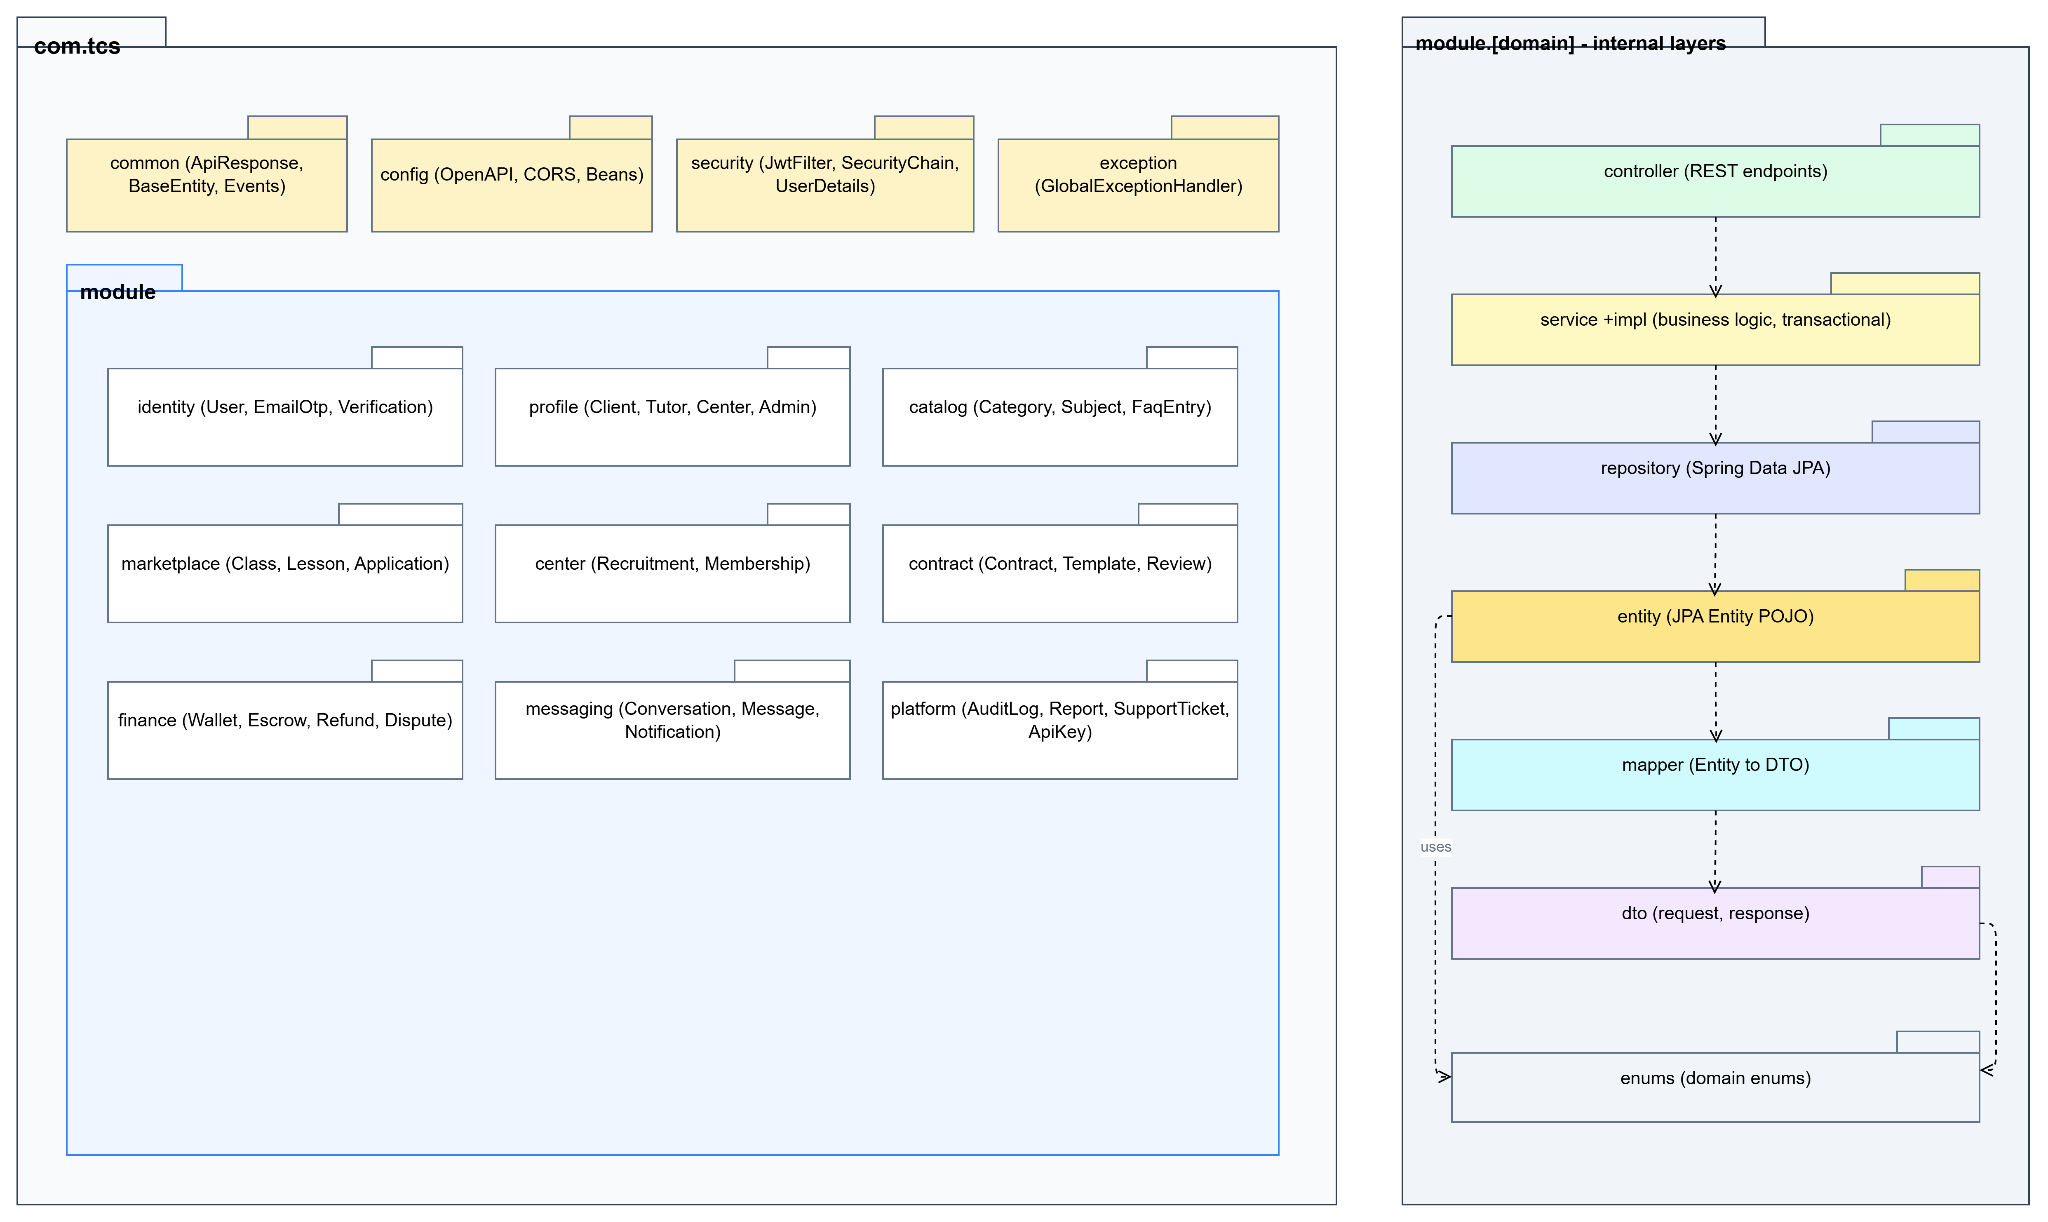 com.tcs
common (ApiResponse,
BaseEntity, Events)
config (OpenAPI, CORS, Beans)
security (JwtFilter, SecurityChain,
UserDetails)
exception
(GlobalExceptionHandler)
module
identity (User, EmailOtp, Verification)
profile (Client, Tutor, Center, Admin)
catalog (Category, Subject, FaqEntry)
marketplace (Class, Lesson, Application)
center (Recruitment, Membership)
contract (Contract, Template, Review)
finance (Wallet, Escrow, Refund, Dispute)
messaging (Conversation, Message,
Notification)
platform (AuditLog, Report, SupportTicket,
ApiKey)
module.[domain] - internal layers
controller (REST endpoints)
service +impl (business logic, transactional)
repository (Spring Data JPA)
entity (JPA Entity POJO)
mapper (Entity to DTO)
uses
dto (request, response)
enums (domain enums)